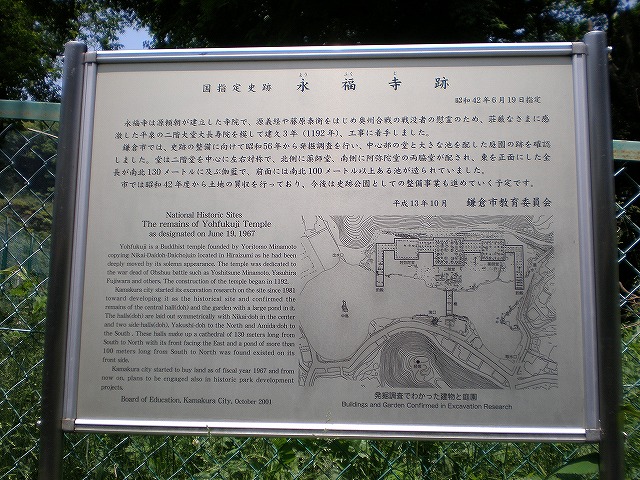 よう ふく じ
国指定史跡 永福寺跡
昭和42年6月19日指定
永福寺は源頼朝が建立した寺院で、源義経や藤原泰衡をはじめ奥州合戦の戦没者の慰霊のため、荘厳なさまに感
激した平泉の二階大堂大長寿院を模して建久3年(1192年)、工事に着手しました。
鎌倉市では、史跡の整備に向けて昭和56年から発掘調査を行い、中心部の堂と大きな池を配した庭園の跡を確認
しました。堂は二階堂を中心に左右対称で、北側に薬師堂、南側に阿弥陀堂の両脇堂が配され、東を正面にした全
長が南北130メートルに及ぶ伽藍で、前面には南北100メートル以上ある池が造られていました。
市では昭和42年度から土地の買収を行っており、今後は史跡公園としての整備事業も進めていく予定です。
平成13年10月 鎌倉市教育委員会
National Historic Sites
The remains of Yohfukuji Temple
as designated on June 19, 1967
Yohfukuji is a Buddhist temple founded by Yoritomo Minamoto
copying Nikai-Daidoh-Daichojuin located in Hiraizumi as he had been
deeply moved by its solemn appearance. The temple was dedicated to
the war dead of Ohshuu battle such as Yoshitsune Minamoto, Yasuhira
Fujiwara and others. The construction of the temple began in 1192.
Kamakura city started its excavation research on the site since 1981
toward developing it as the historical site and confirmed the
remains of the central hall(doh) and the garden with a large pond in it.
The halls(doh) are laid out symmetrically with Nikai-doh in the center
and two side halls(doh), Yakushi-doh to the North and Amida-doh to
the South. These halls make up a cathedral of 130 meters long from
South to North with its front facing the East and a pond of more than
100 meters long from South to North was found existed on its
front side.
Kamakura city started to buy land as of fiscal year 1967 and from
now on, plans to be engaged also in historic park development
projects.
Board of Education, Kamakura City, October 2001
発掘調査でわかった建物と庭園
Buildings and Garden Confirmed in Excavation Research